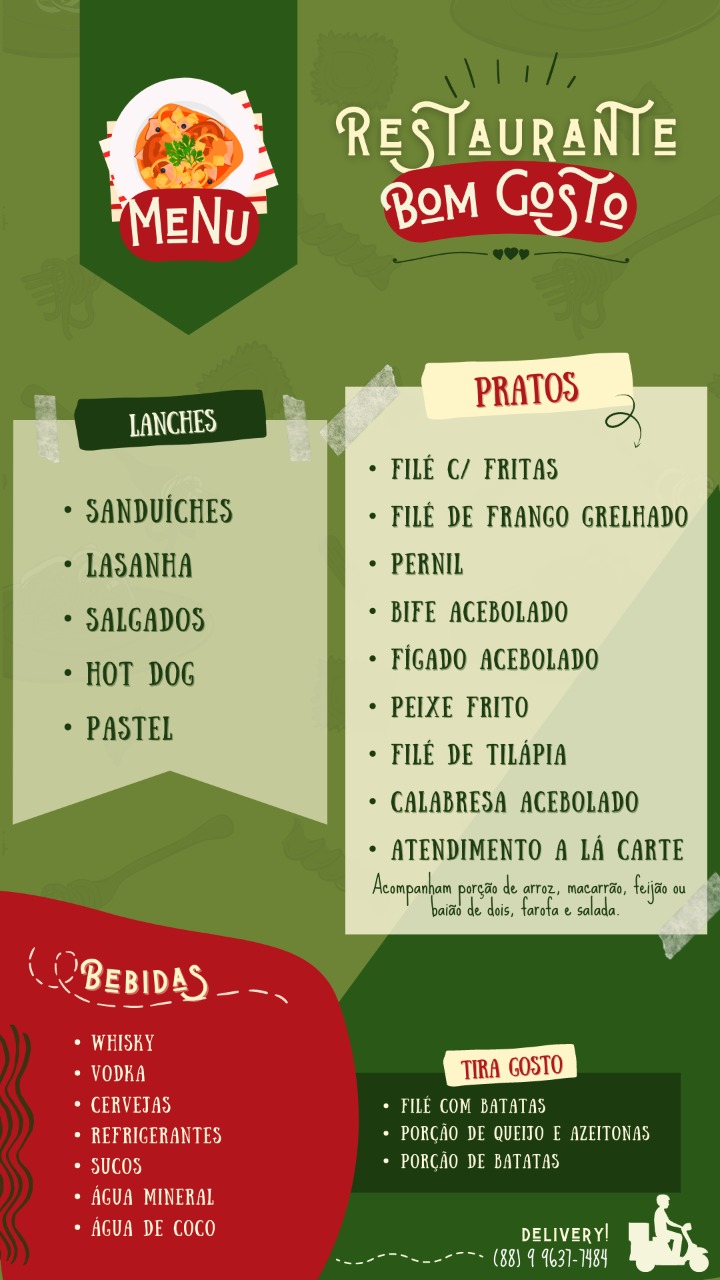 MENU
RESTAURANTE
BOM GOSTO
LANCHES
• SANDUÍCHES
• LASANHA
• SALGADOS
• HOT DOG
• PASTEL
PRATOS
• FILÉ C/ FRITAS
• FILÉ DE FRANGO GRELHADO
• PERNIL
• BIFE ACEBOLADO
• FÍGADO ACEBOLADO
• PEIXE FRITO
• FILÉ DE TILÁPIA
• CALABRESA ACEBOLADO
• ATENDIMENTO A LÁ CARTE
Acompanham porção de arroz, macarrão, feijão ou
baião de dois, farofa e salada.
BEBIDAS
• WHISKY
• VODKA
• CERVEJAS
• REFRIGERANTES
• SUCOS
• ÁGUA MINERAL
• ÁGUA DE COCO
TIRA GOSTO
• FILÉ COM BATATAS
• PORÇÃO DE QUEIJO E AZEITONAS
• PORÇÃO DE BATATAS
DELIVERY!
(88) 9 9637-7484